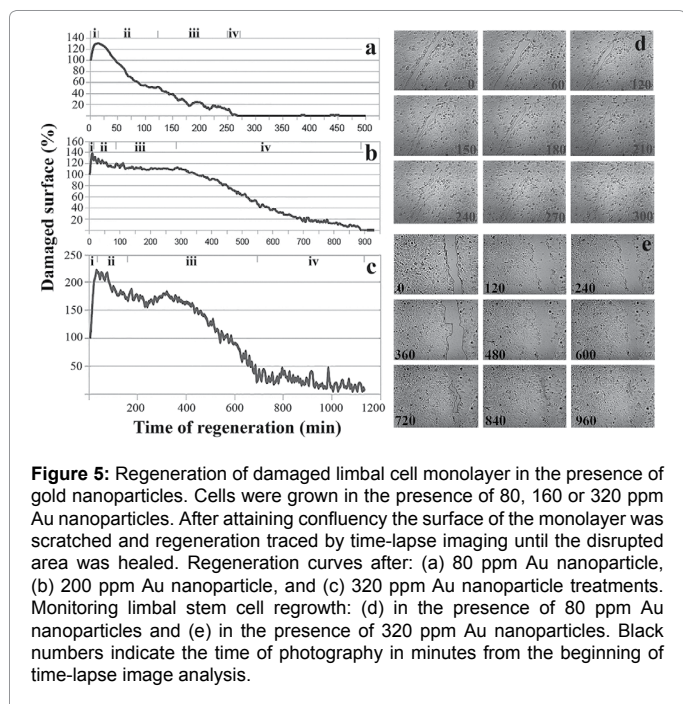 Damaged surface (%)
140
120
100
80
60
40
20
i ii iii iv
a
0 50 100 150 200 250 300 350 400 450 500
160
140
120
100
80
60
40
20
i ii iii iv
b
0 100 200 300 400 500 600 700 800 900
250
200
150
100
50
i ii iii iv
c
200 400 600 800 1000 1200
Time of regeneration (min)
d
0 60 120
150 180 210
240 270 300
e
0 120 240
360 480 600
720 840 960
Figure 5: Regeneration of damaged limbal cell monolayer in the presence of
gold nanoparticles. Cells were grown in the presence of 80, 160 or 320 ppm
Au nanoparticles. After attaining confluency the surface of the monolayer was
scratched and regeneration traced by time-lapse imaging until the disrupted
area was healed. Regeneration curves after: (a) 80 ppm Au nanoparticle,
(b) 200 ppm Au nanoparticle, and (c) 320 ppm Au nanoparticle treatments.
Monitoring limbal stem cell regrowth: (d) in the presence of 80 ppm Au
nanoparticles and (e) in the presence of 320 ppm Au nanoparticles. Black
numbers indicate the time of photography in minutes from the beginning of
time-lapse image analysis.